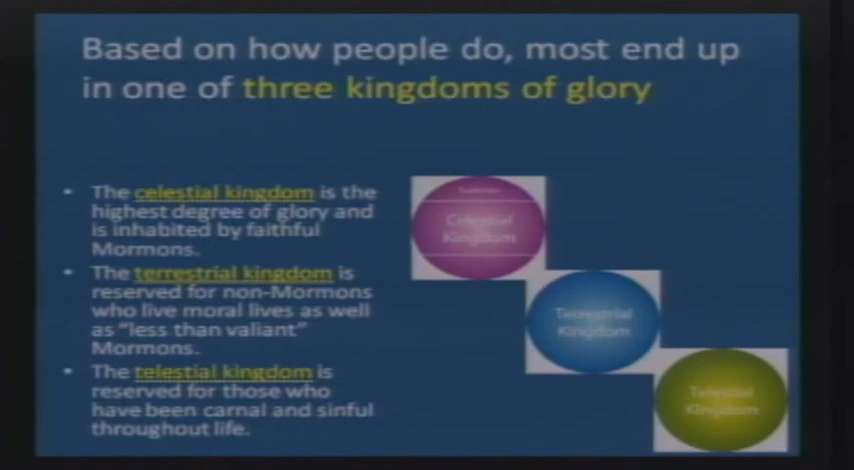 Based on how people do, most end up
in one of three kingdoms of glory
• The celestial kingdom is the
highest degree of glory and
is inhabited by faithful
Mormons.
• The terrestrial kingdom is
reserved for non-Mormons
who live moral lives as well
as “less than valiant”
Mormons.
• The telestial kingdom is
reserved for those who
have been carnal and sinful
throughout life.
Celestial
Kingdom
Terrestrial
Kingdom
Telestial
Kingdom